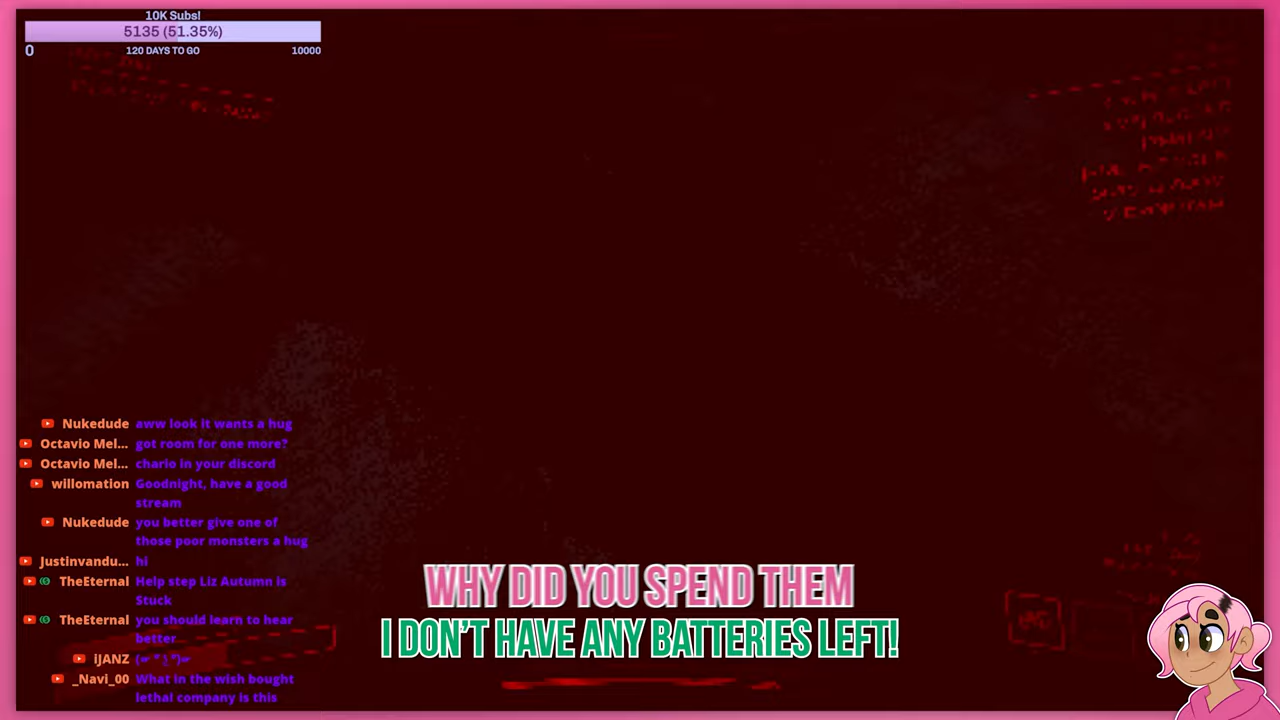 10K Subs!
5135 (51.35%)
0 120 DAYS TO GO 10000
Nukedude aww look it wants a hug
Octavio Mel... got room for one more?
Octavio Mel... chario in your discord
willomation Goodnight, have a good
stream
Nukedude you better give one of
those poor monsters a hug
Justinvandu... hi
TheEternal Help step Liz Autumn is
Stuck
TheEternal you should learn to hear
better
iJANZ
_Navi_00 What in the wish bought
lethal company is this
WHY DID YOU SPEND THEM
I DON'T HAVE ANY BATTERIES LEFT!